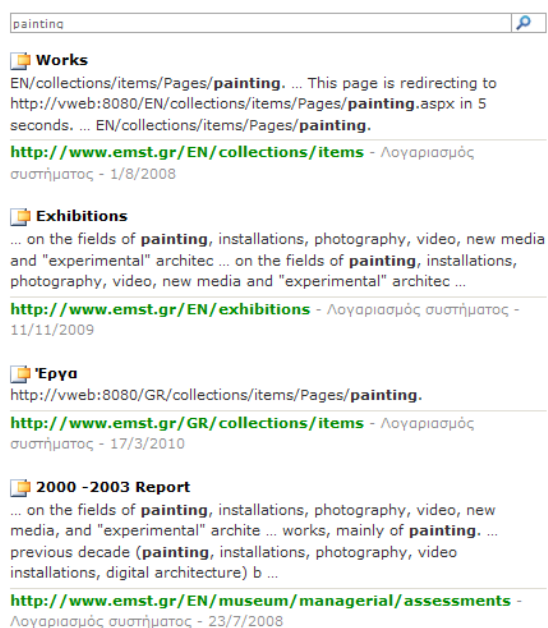 painting
Works
EN/collections/items/Pages/painting. ... This page is redirecting to
http://vweb:8080/EN/collections/items/Pages/painting.aspx in 5
seconds. ... EN/collections/items/Pages/painting.
http://www.emst.gr/EN/collections/items - Λογαριασμός
συστήματος - 1/8/2008
Exhibitions
... on the fields of painting, installations, photography, video, new media
and "experimental" architec ... on the fields of painting, installations,
photography, video, new media and "experimental" architec ...
http://www.emst.gr/EN/exhibitions - Λογαριασμός συστήματος -
11/11/2009
Έργα
http://vweb:8080/GR/collections/items/Pages/painting.
http://www.emst.gr/GR/collections/items - Λογαριασμός
συστήματος - 17/3/2010
2000 -2003 Report
... on the fields of painting, installations, photography, video, new
media, and "experimental" archite ... works, mainly of painting. ...
previous decade (painting, installations, photography, video
installations, digital architecture) b ...
http://www.emst.gr/EN/museum/managerial/assessments -
Λογαριασμός συστήματος - 23/7/2008